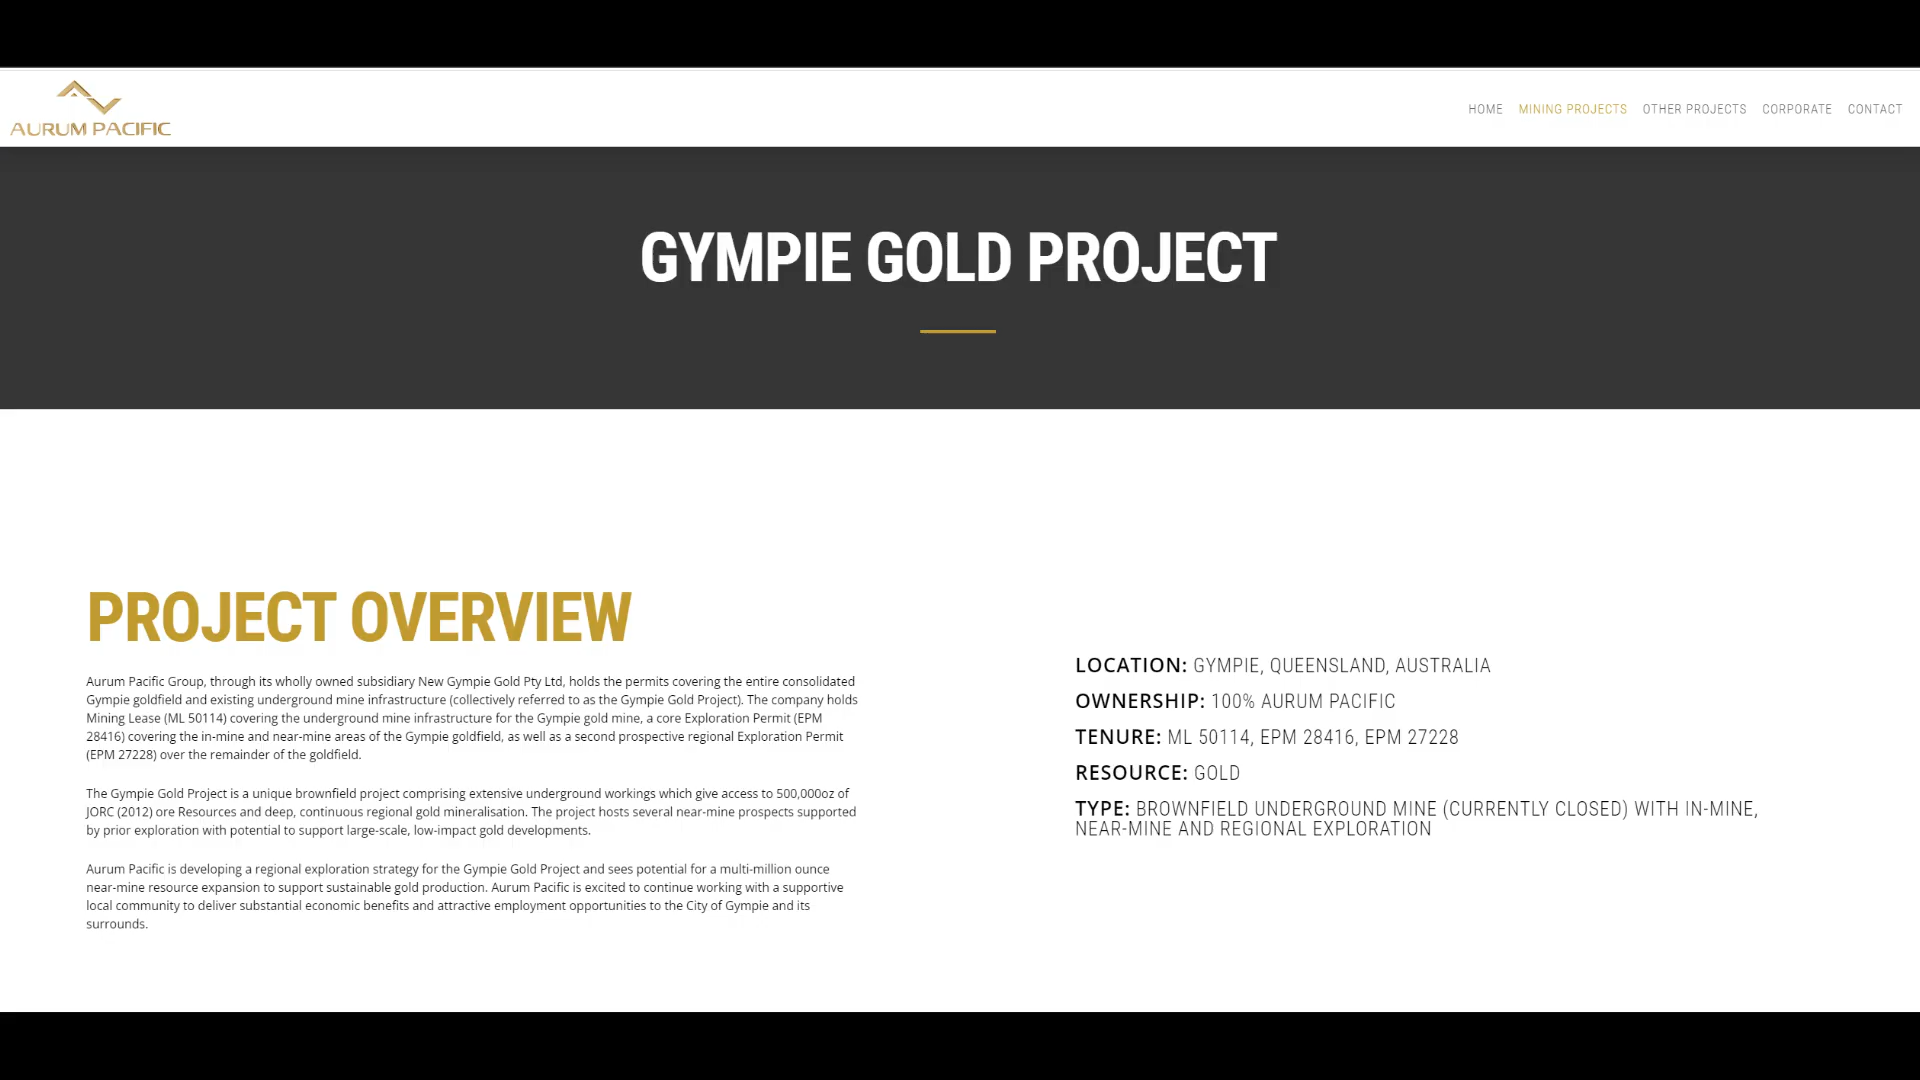 AURUM PACIFIC
HOME MINING PROJECTS OTHER PROJECTS CORPORATE CONTACT
GYMPIE GOLD PROJECT
PROJECT OVERVIEW
Aurum Pacific Group, through its wholly owned subsidiary New Gympie Gold Pty Ltd, holds the permits covering the entire consolidated
Gympie goldfield and existing underground mine infrastructure (collectively referred to as the Gympie Gold Project). The company holds
Mining Lease (ML 50114) covering the underground mine infrastructure for the Gympie gold mine, a core Exploration Permit (EPM
28416) covering the in-mine and near-mine areas of the Gympie goldfield, as well as a second prospective regional Exploration Permit
(EPM 27228) over the remainder of the goldfield.
The Gympie Gold Project is a unique brownfield project comprising extensive underground workings which give access to 500,000oz of
JORC (2012) ore Resources and deep, continuous regional gold mineralisation. The project hosts several near-mine prospects supported
by prior exploration with potential to support large-scale, low-impact gold developments.
Aurum Pacific is developing a regional exploration strategy for the Gympie Gold Project and sees potential for a multi-million ounce
near-mine resource expansion to support sustainable gold production. Aurum Pacific is excited to continue working with a supportive
local community to deliver substantial economic benefits and attractive employment opportunities to the City of Gympie and its
surrounds.
LOCATION: GYMPIE, QUEENSLAND, AUSTRALIA
OWNERSHIP: 100% AURUM PACIFIC
TENURE: ML 50114, EPM 28416, EPM 27228
RESOURCE: GOLD
TYPE: BROWNFIELD UNDERGROUND MINE (CURRENTLY CLOSED) WITH IN-MINE,
NEAR-MINE AND REGIONAL EXPLORATION